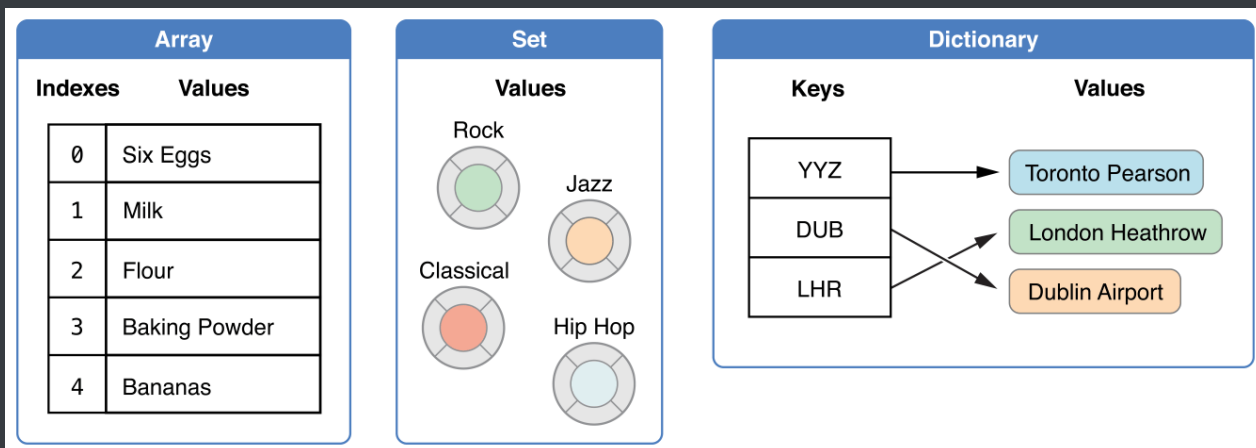 Array
Indexes Values
0 Six Eggs
1 Milk
2 Flour
3 Baking Powder
4 Bananas
Set
Values
Rock
Jazz
Classical
Hip Hop
Dictionary
Keys Values
YYZ Toronto Pearson
DUB London Heathrow
LHR Dublin Airport